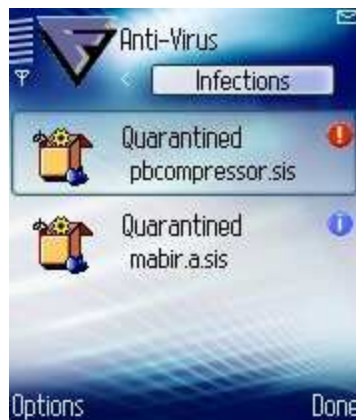 Anti-Virus
Infections
Quarantined
pbcompressor.sis
Quarantined
mabir.a.sis
Options
Done